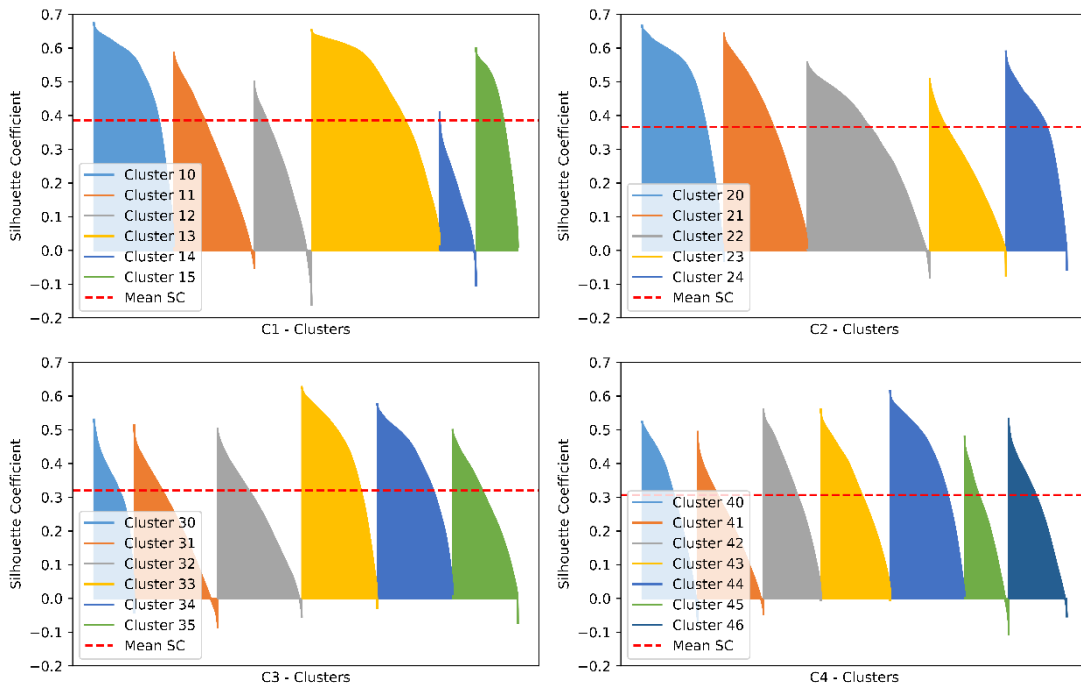 0.7
0.6
0.5
0.4
0.3
0.2
0.1
0.0
−0.1
−0.2
Silhouette Coefficient
Cluster 10
Cluster 11
Cluster 12
Cluster 13
Cluster 14
Cluster 15
Mean SC
C1 - Clusters
0.7
0.6
0.5
0.4
0.3
0.2
0.1
0.0
−0.1
−0.2
Silhouette Coefficient
Cluster 20
Cluster 21
Cluster 22
Cluster 23
Cluster 24
Mean SC
C2 - Clusters
0.7
0.6
0.5
0.4
0.3
0.2
0.1
0.0
−0.1
−0.2
Silhouette Coefficient
Cluster 30
Cluster 31
Cluster 32
Cluster 33
Cluster 34
Cluster 35
Mean SC
C3 - Clusters
0.7
0.6
0.5
0.4
0.3
0.2
0.1
0.0
−0.1
−0.2
Silhouette Coefficient
Cluster 40
Cluster 41
Cluster 42
Cluster 43
Cluster 44
Cluster 45
Cluster 46
Mean SC
C4 - Clusters